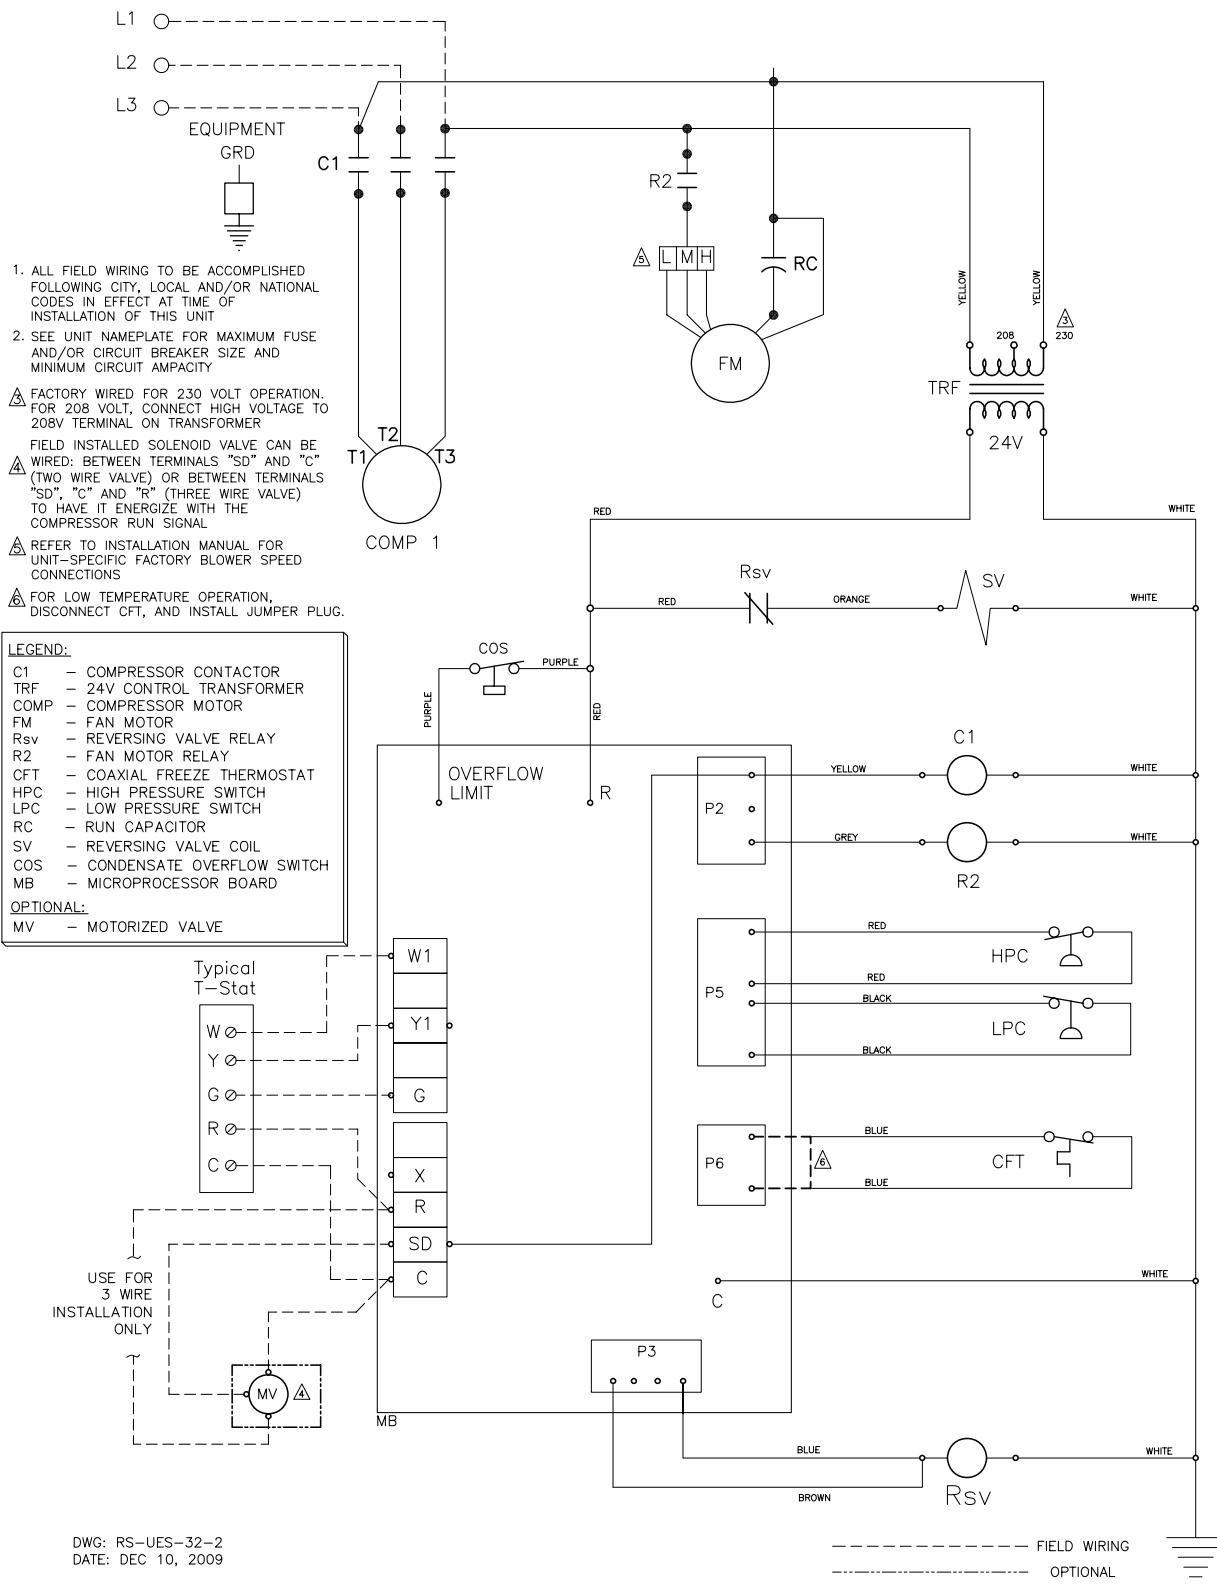 L1
L2
L3
EQUIPMENT
GRD
C1
R2
5
L M H
RC
FM
YELLOW
YELLOW
3
208
230
TRF
24V
1. ALL FIELD WIRING TO BE ACCOMPLISHED
FOLLOWING CITY, LOCAL AND/OR NATIONAL
CODES IN EFFECT AT TIME OF
INSTALLATION OF THIS UNIT
2. SEE UNIT NAMEPLATE FOR MAXIMUM FUSE
AND/OR CIRCUIT BREAKER SIZE AND
MINIMUM CIRCUIT AMPACITY
3 FACTORY WIRED FOR 230 VOLT OPERATION.
FOR 208 VOLT, CONNECT HIGH VOLTAGE TO
208V TERMINAL ON TRANSFORMER
FIELD INSTALLED SOLENOID VALVE CAN BE
4 WIRED: BETWEEN TERMINALS "SD" AND "C"
(TWO WIRE VALVE) OR BETWEEN TERMINALS
"SD", "C" AND "R" (THREE WIRE VALVE)
TO HAVE IT ENERGIZE WITH THE
COMPRESSOR RUN SIGNAL
5 REFER TO INSTALLATION MANUAL FOR
UNIT-SPECIFIC FACTORY BLOWER SPEED
CONNECTIONS
6 FOR LOW TEMPERATURE OPERATION,
DISCONNECT CFT, AND INSTALL JUMPER PLUG.
T1
T2
T3
COMP 1
RED
WHITE
Rsv
SV
RED
ORANGE
WHITE
COS
PURPLE
PURPLE
RED
LEGEND:
C1 – COMPRESSOR CONTACTOR
TRF – 24V CONTROL TRANSFORMER
COMP – COMPRESSOR MOTOR
FM – FAN MOTOR
Rsv – REVERSING VALVE RELAY
R2 – FAN MOTOR RELAY
CFT – COAXIAL FREEZE THERMOSTAT
HPC – HIGH PRESSURE SWITCH
LPC – LOW PRESSURE SWITCH
RC – RUN CAPACITOR
SV – REVERSING VALVE COIL
COS – CONDENSATE OVERFLOW SWITCH
MB – MICROPROCESSOR BOARD
OPTIONAL:
MV – MOTORIZED VALVE
OVERFLOW
LIMIT
R
P2
YELLOW
C1
WHITE
GREY
R2
WHITE
P5
RED
HPC
RED
BLACK
LPC
BLACK
P6
BLUE
6
CFT
BLUE
Typical
T-Stat
W
Y
G
R
C
W1
Y1
G
X
R
SD
C
USE FOR
3 WIRE
INSTALLATION
ONLY
MV
4
C
WHITE
P3
MB
BLUE
BROWN
Rsv
WHITE
DWG: RS-UES-32-2
DATE: DEC 10, 2009
FIELD WIRING
OPTIONAL